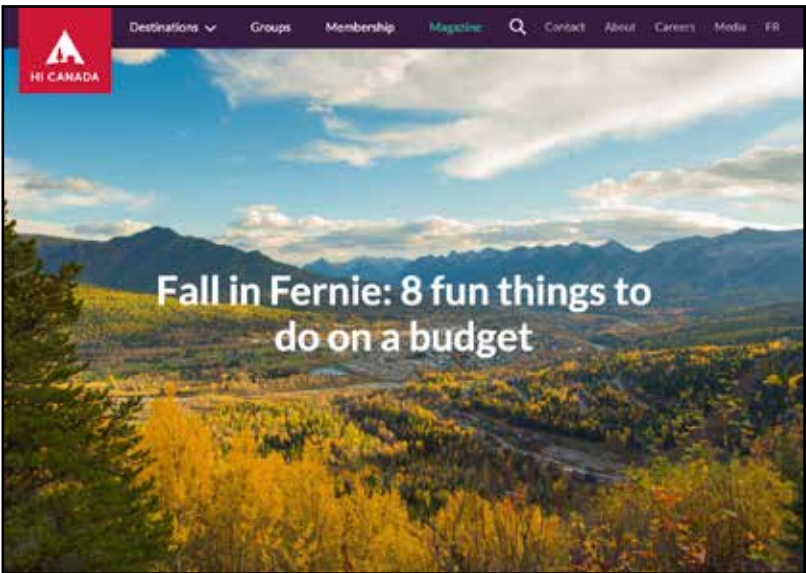 Destinations
Groups
Membership
Magazine
Contact
About
Careers
Media
FR
HI CANADA
Fall in Fernie: 8 fun things to
do on a budget